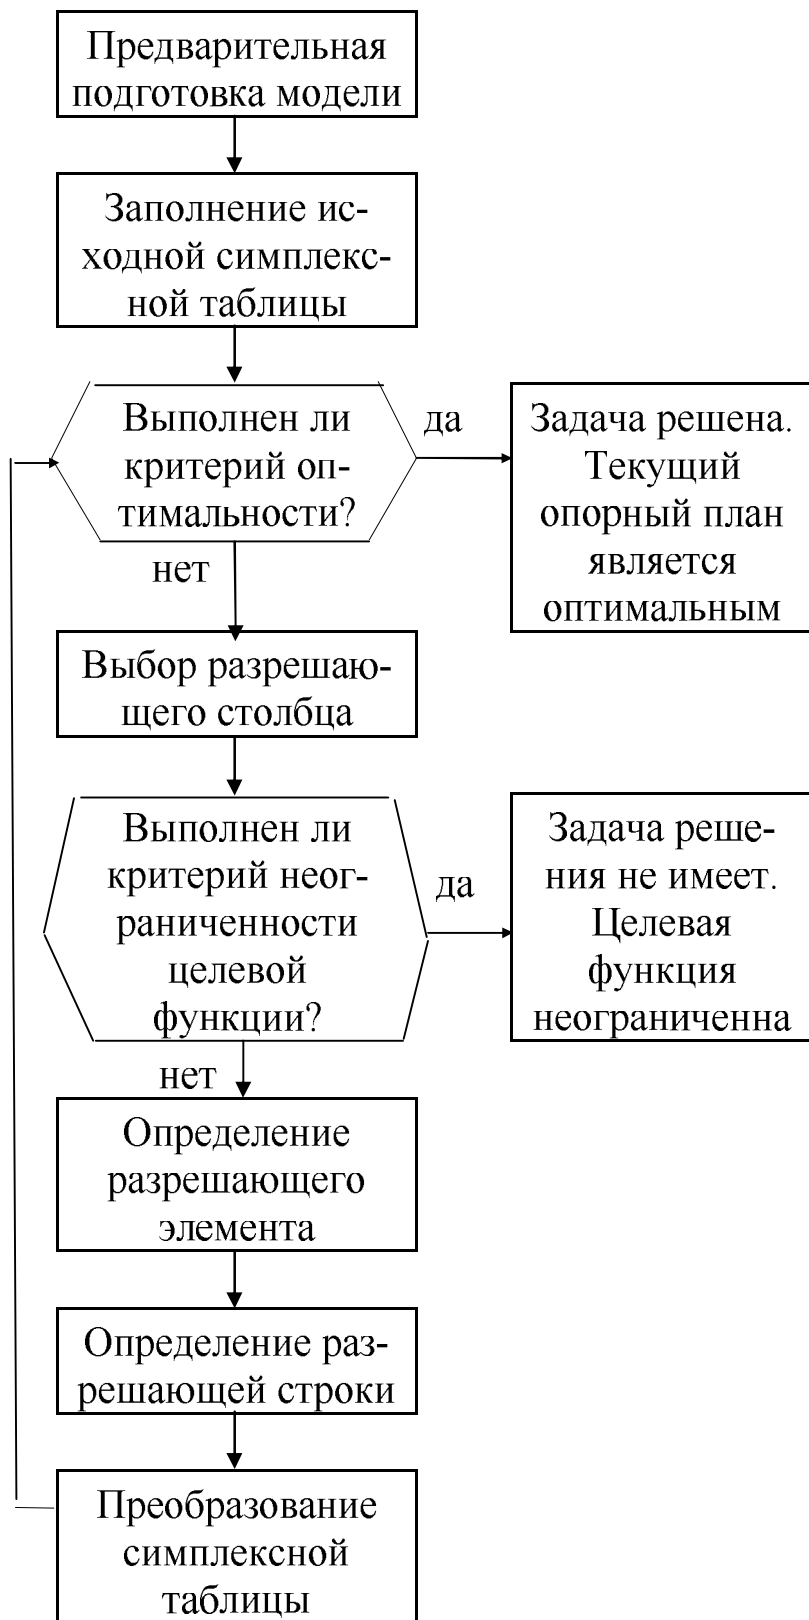 Предварительная
подготовка модели
Заполнение ис-
ходной симплекс-
ной таблицы
Выполнен ли
критерий оп-
тимальности?
да
Задача решена.
Текущий
опорный план
является
оптимальным
нет
Выбор разрешаю-
щего столбца
Выполнен ли
критерий неог-
раниченности
целевой
функции?
да
Задача реше-
ния не имеет.
Целевая
функция
неограниченна
нет
Определение
разрешающего
элемента
Определение раз-
решающей строки
Преобразование
симплексной
таблицы